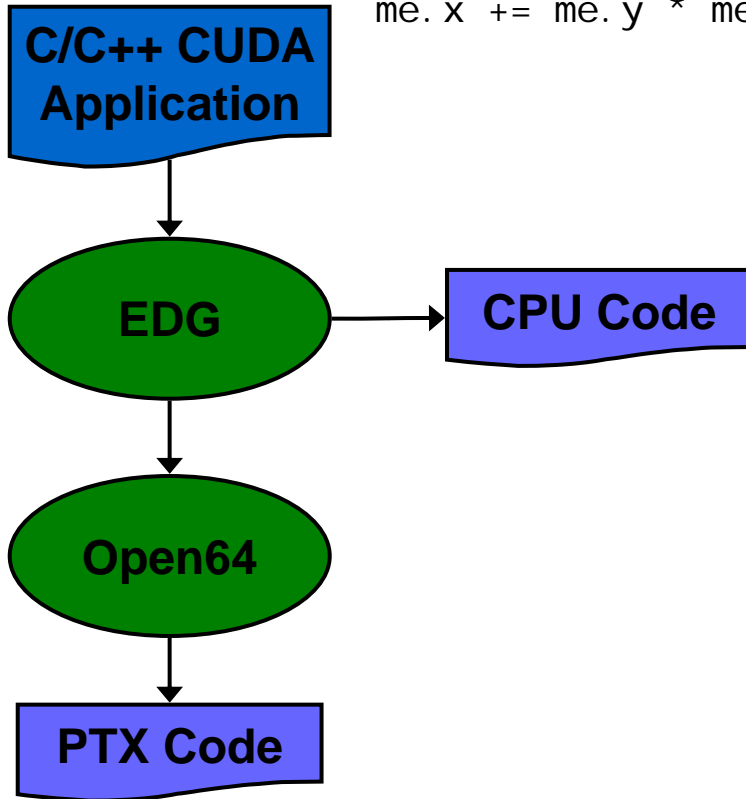 me.x += me.y * me
C/C++ CUDA
Application
EDG
CPU Code
Open64
PTX Code